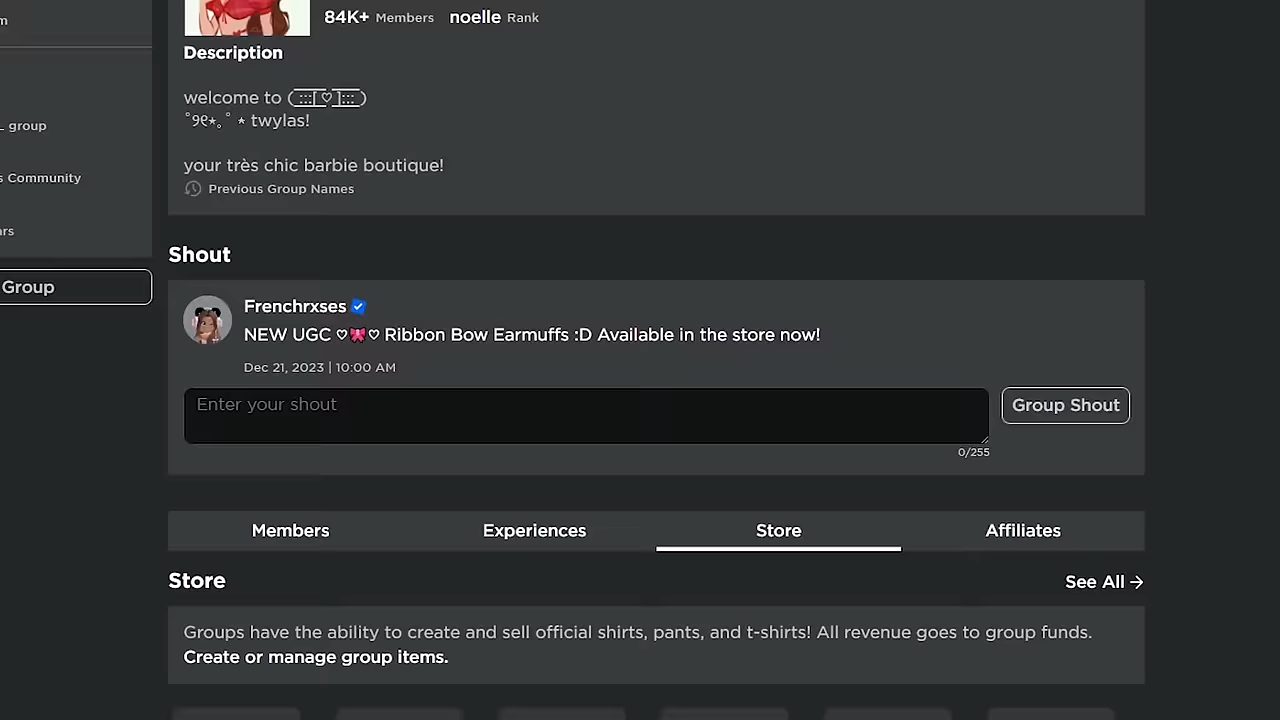 m
84K+ Members noelle Rank
Description
welcome to (̲̅:̲̅:̲̅:̲̅[̲̅ ̲̅♡̲̅ ̲̅]̲̅:̲̅:̲̅:̲̅)
˚୨୧⋆｡˚ ⋆ twylas!
_ group
your très chic barbie boutique!
s Community
Previous Group Names
ars
Shout
Group
Frenchrxses
NEW UGC ♡🎀♡ Ribbon Bow Earmuffs :D Available in the store now!
Dec 21, 2023 | 10:00 AM
Enter your shout
Group Shout
0/255
Members Experiences Store Affiliates
Store
See All →
Groups have the ability to create and sell official shirts, pants, and t-shirts! All revenue goes to group funds.
Create or manage group items.